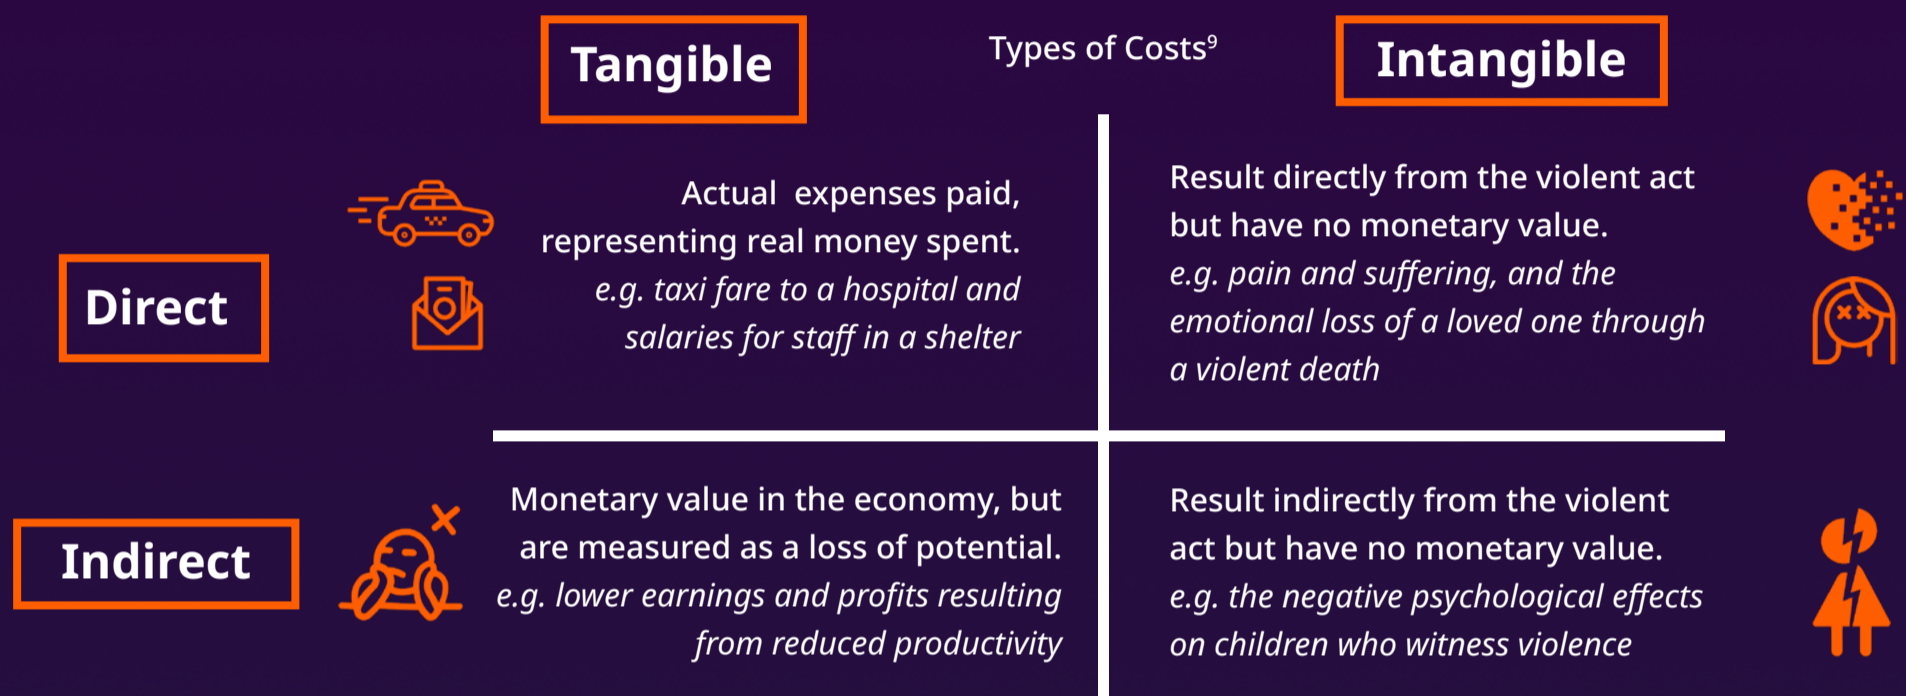 Tangible
Types of Costs⁹
Intangible
Direct
Actual  expenses paid,
representing real money spent.
e.g. taxi fare to a hospital and
salaries for staff in a shelter
Result directly from the violent act
but have no monetary value.
e.g. pain and suffering, and the
emotional loss of a loved one through
a violent death
Indirect
Monetary value in the economy, but
are measured as a loss of potential.
e.g. lower earnings and profits resulting
from reduced productivity
Result indirectly from the violent
act but have no monetary value.
e.g. the negative psychological effects
on children who witness violence